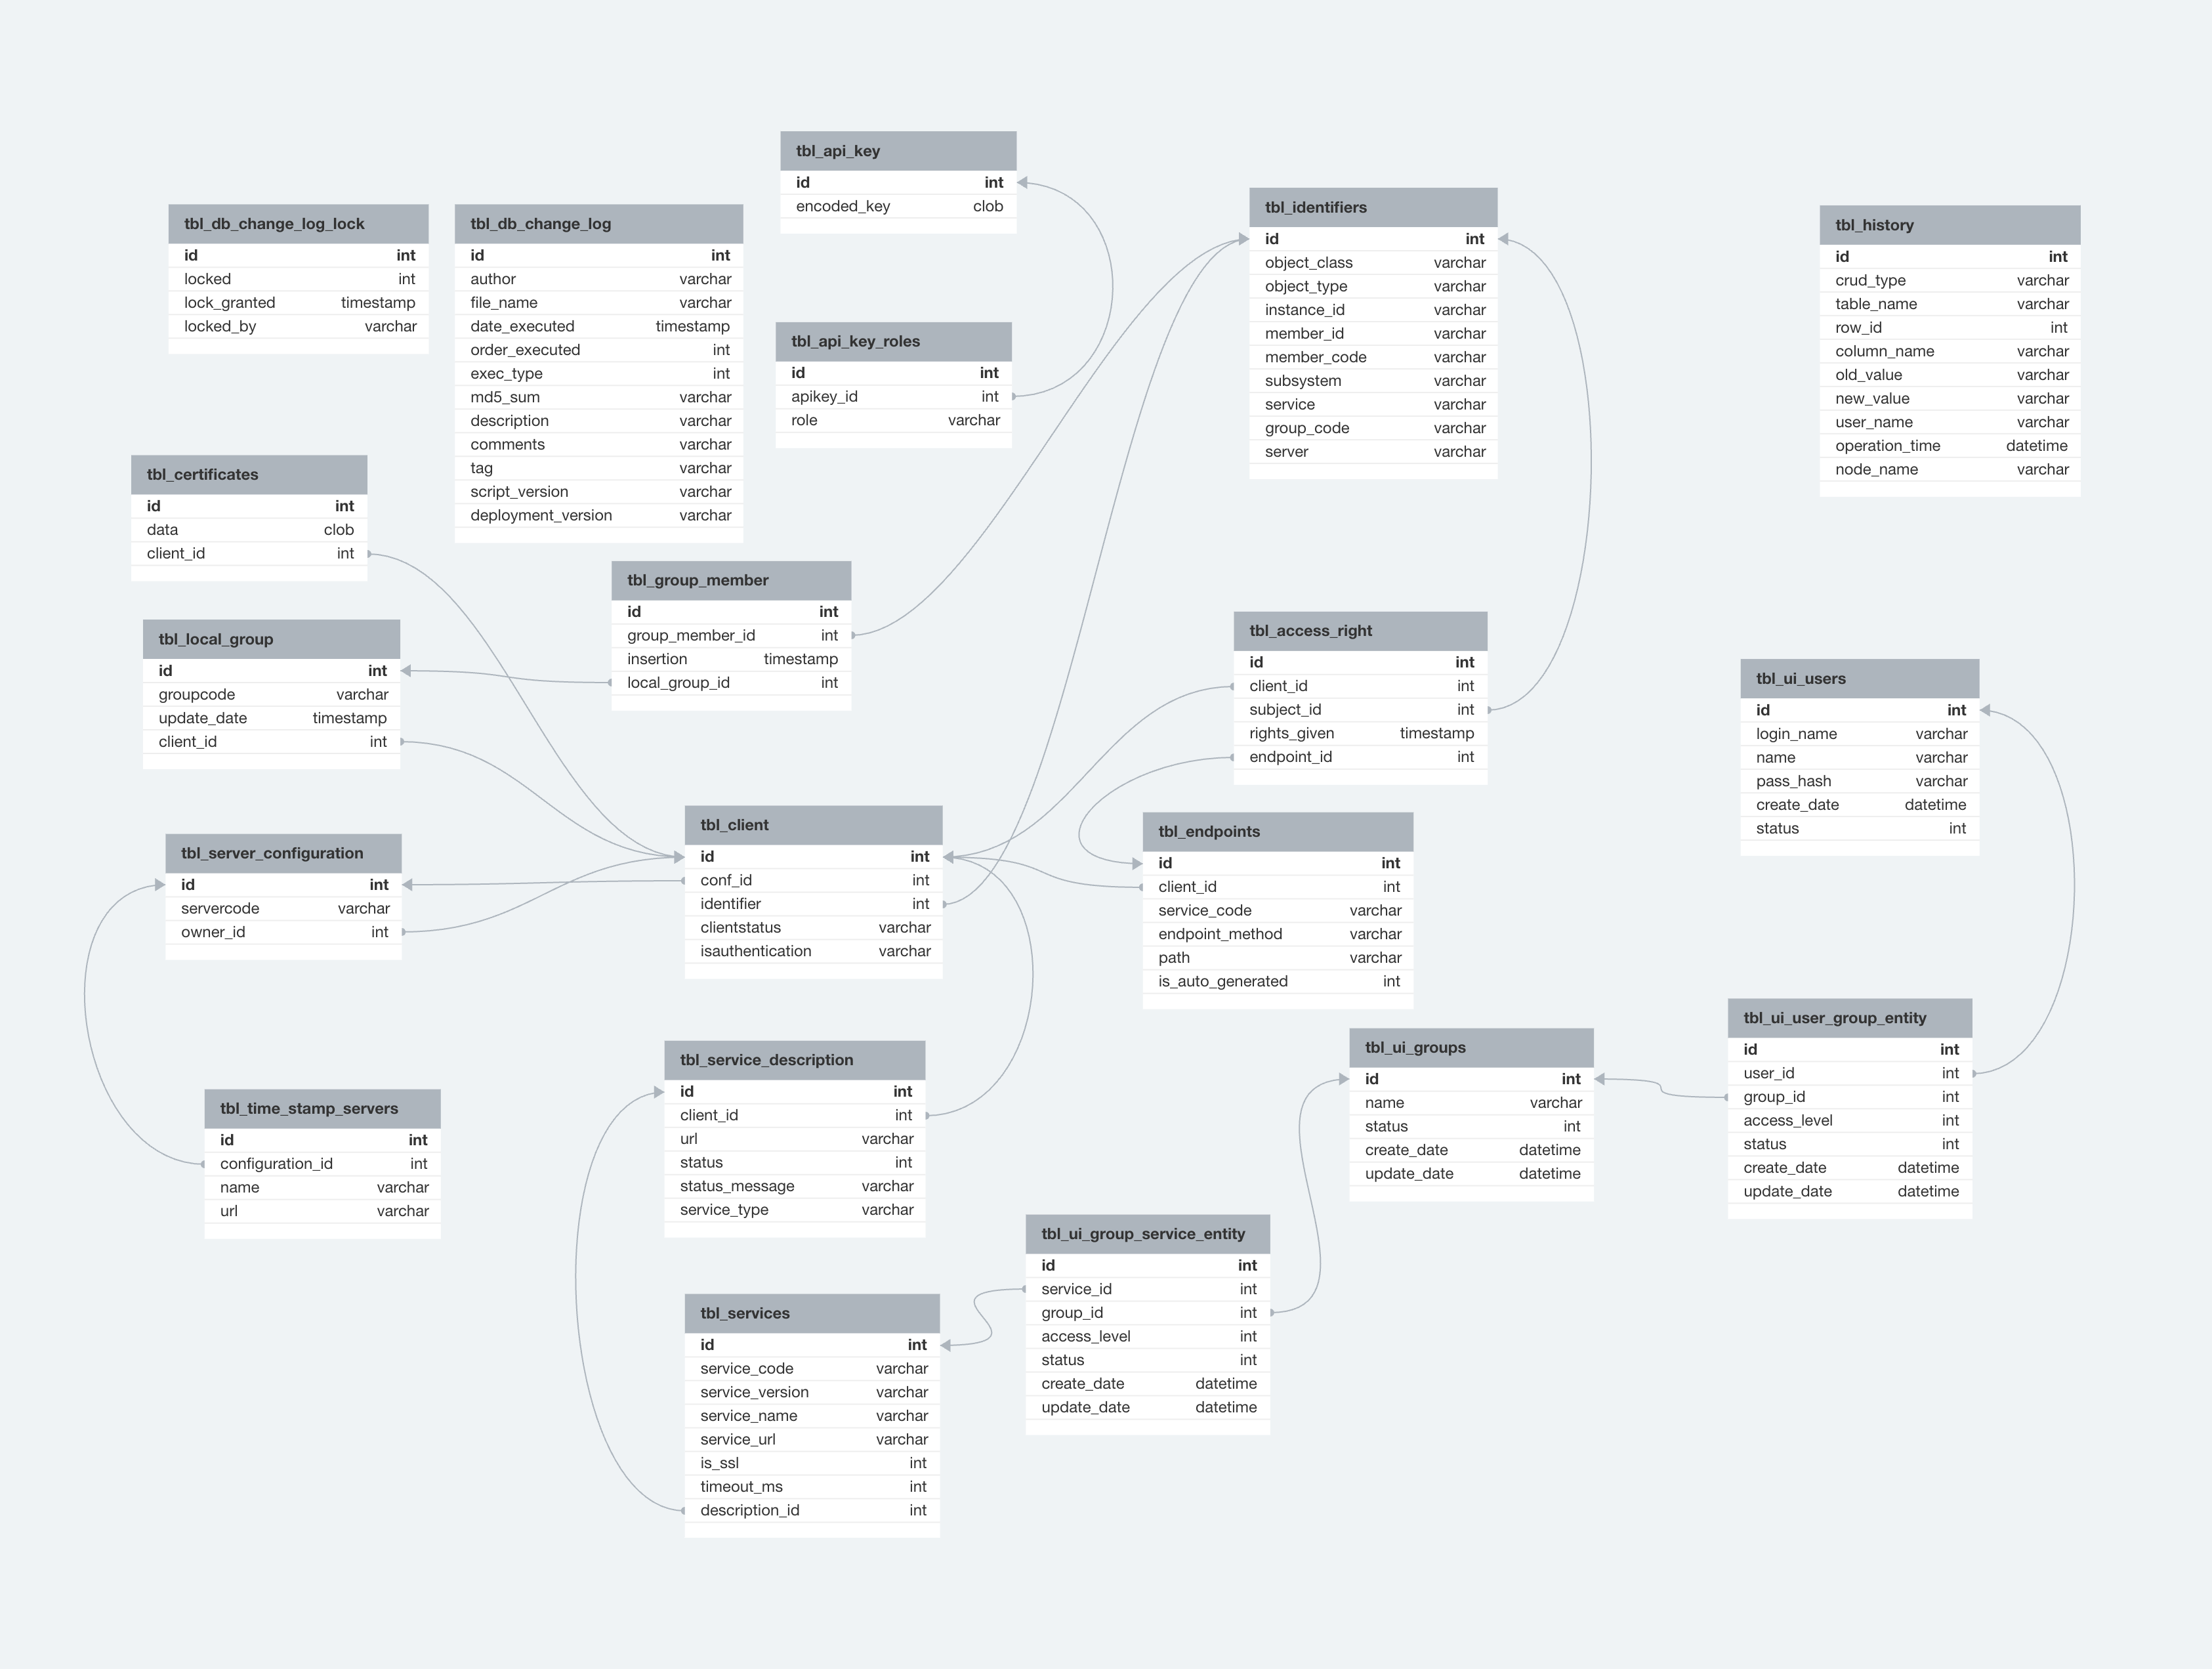 tbl_api_key
id int
encoded_key clob
tbl_identifiers
id int
object_class varchar
object_type varchar
instance_id varchar
member_id varchar
member_code varchar
subsystem varchar
service varchar
group_code varchar
server varchar
tbl_db_change_log_lock
id int
locked int
lock_granted timestamp
locked_by varchar
tbl_db_change_log
id int
author varchar
file_name varchar
date_executed timestamp
order_executed int
exec_type int
md5_sum varchar
description varchar
comments varchar
tag varchar
script_version varchar
deployment_version varchar
tbl_history
id int
crud_type varchar
table_name varchar
row_id int
column_name varchar
old_value varchar
new_value varchar
user_name varchar
operation_time datetime
node_name varchar
tbl_api_key_roles
id int
apikey_id int
role varchar
tbl_certificates
id int
data clob
client_id int
tbl_group_member
id int
group_member_id int
insertion timestamp
local_group_id int
tbl_local_group
id int
groupcode varchar
update_date timestamp
client_id int
tbl_access_right
id int
client_id int
subject_id int
rights_given timestamp
endpoint_id int
tbl_ui_users
id int
login_name varchar
name varchar
pass_hash varchar
create_date datetime
status int
tbl_client
id int
conf_id int
identifier int
clientstatus varchar
isauthentication varchar
tbl_endpoints
id int
client_id int
service_code varchar
endpoint_method varchar
path varchar
is_auto_generated int
tbl_server_configuration
id int
servercode varchar
owner_id int
tbl_ui_user_group_entity
id int
user_id int
group_id int
access_level int
status int
create_date datetime
update_date datetime
tbl_ui_groups
id int
name varchar
status int
create_date datetime
update_date datetime
tbl_service_description
id int
client_id int
url varchar
status int
status_message varchar
service_type varchar
tbl_time_stamp_servers
id int
configuration_id int
name varchar
url varchar
tbl_ui_group_service_entity
id int
service_id int
group_id int
access_level int
status int
create_date datetime
update_date datetime
tbl_services
id int
service_code varchar
service_version varchar
service_name varchar
service_url varchar
is_ssl int
timeout_ms int
description_id int